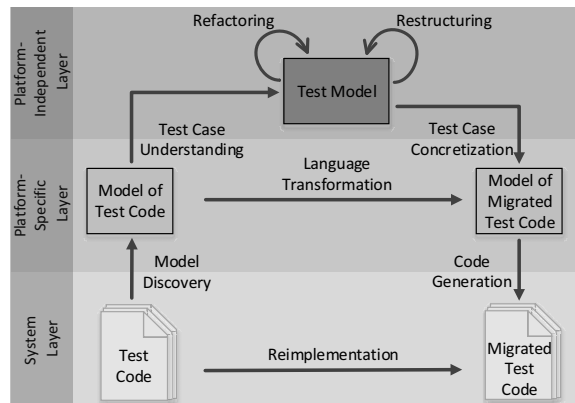 Refactoring
Restructuring
Platform-
Independent
Layer
Test Model
Test Case
Understanding
Test Case
Concretization
Platform-
Specific
Layer
Model of
Test Code
Language
Transformation
Model of
Migrated
Test Code
Model
Discovery
Code
Generation
System
Layer
Test
Code
Reimplementation
Migrated
Test
Code